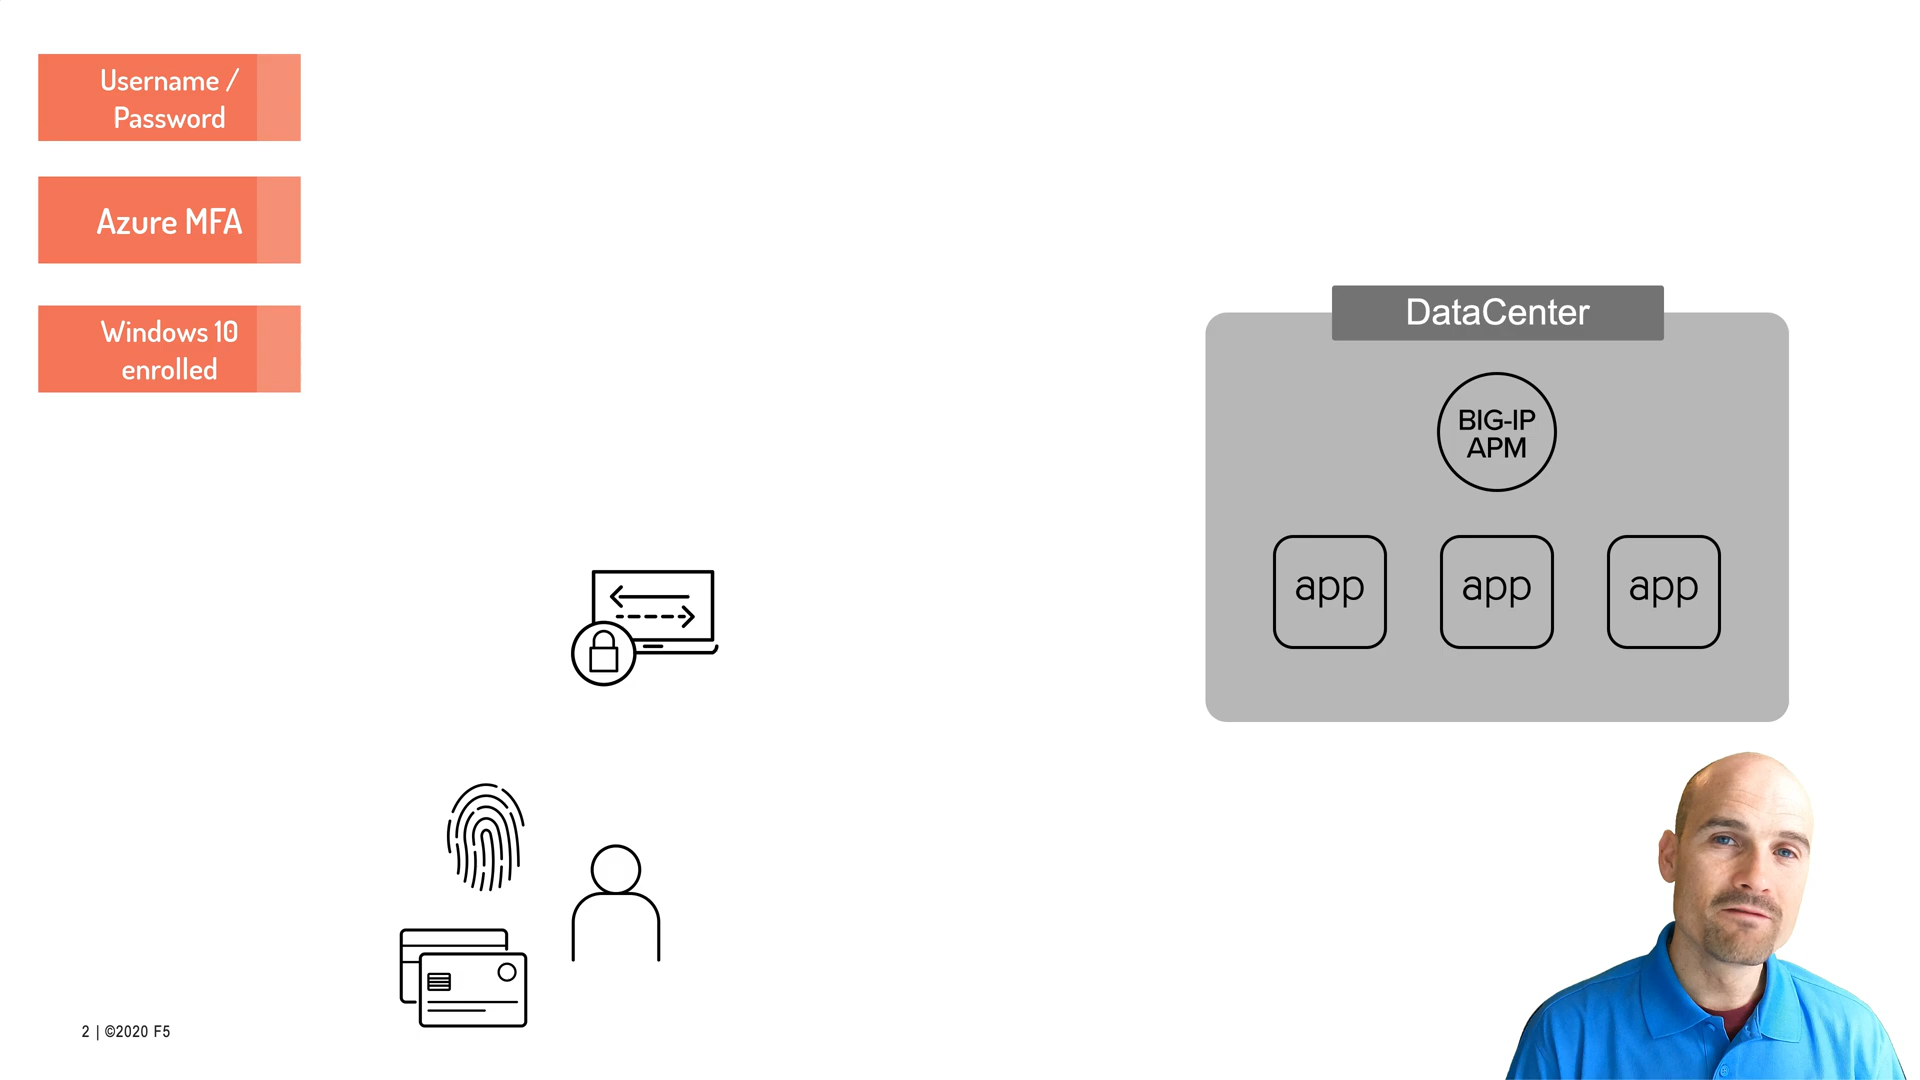 Username /
Password
Azure MFA
Windows 10
enrolled
DataCenter
BIG-IP
APM
app
app
app
2 | ©2020 F5